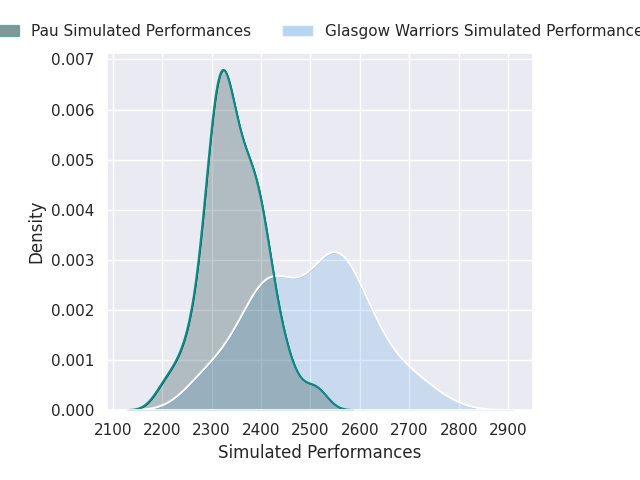 Pau Simulated Performances
Glasgow Warriors Simulated Performance
0.007
0.006
0.005
0.004
0.003
0.002
0.001
0.000
Density
2100 2200 2300 2400 2500 2600 2700 2800 2900
Simulated Performances